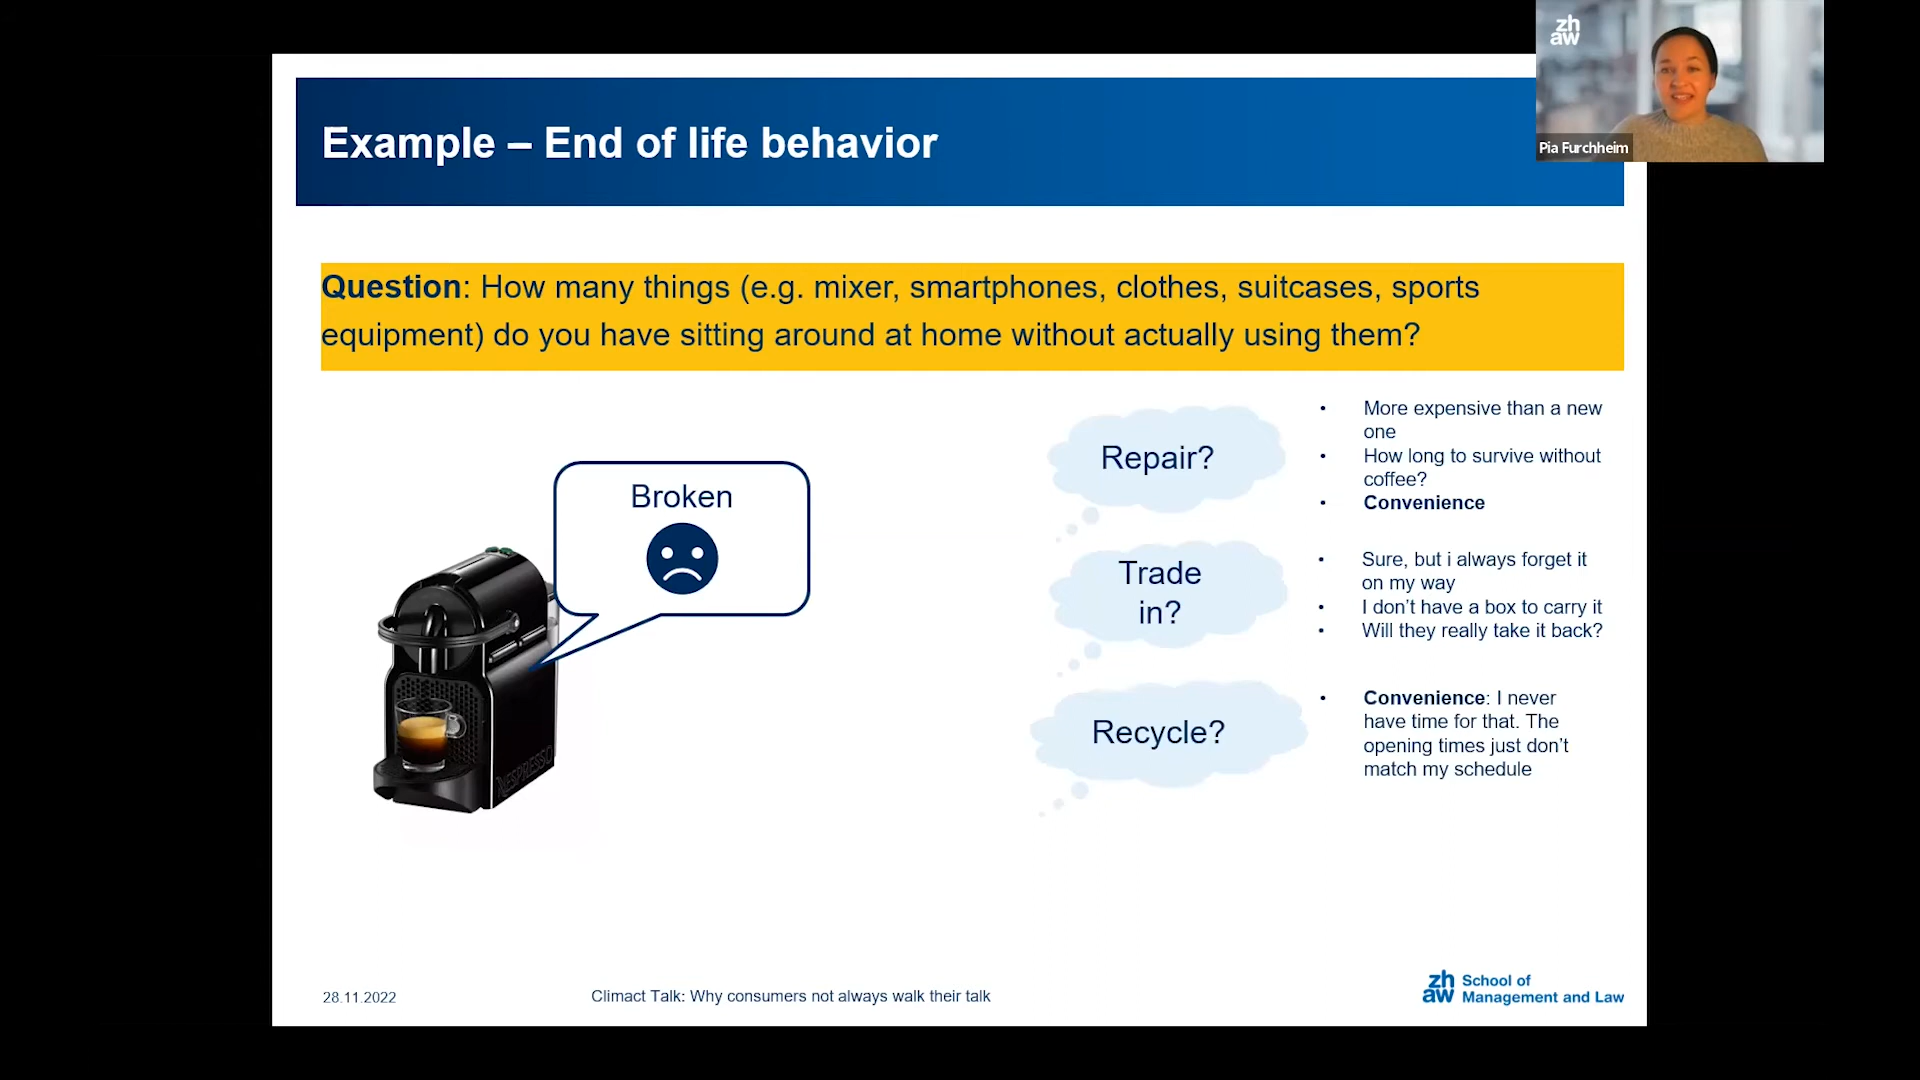 zh
aw
Pia Furchheim
Example – End of life behavior
Question: How many things (e.g. mixer, smartphones, clothes, suitcases, sports
equipment) do you have sitting around at home without actually using them?
Broken
NESPRESSO
Repair?
• More expensive than a new
one
• How long to survive without
coffee?
• Convenience
Trade
in?
• Sure, but i always forget it
on my way
• I don’t have a box to carry it
• Will they really take it back?
Recycle?
• Convenience: I never
have time for that. The
opening times just don’t
match my schedule
28.11.2022
Climact Talk: Why consumers not always walk their talk
zh
aw
School of
Management and Law